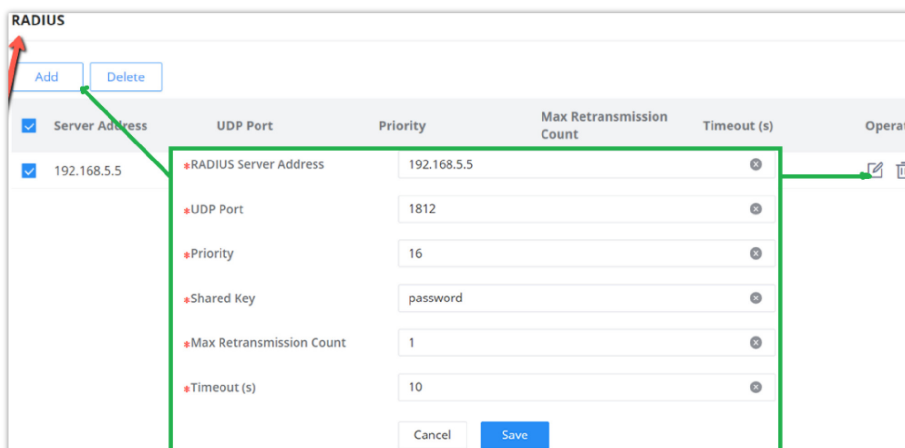 RADIUS
Add Delete
Server Address UDP Port Priority Max Retransmission Count Timeout (s)
192.168.5.5
*RADIUS Server Address 192.168.5.5
*UDP Port 1812
*Priority 16
*Shared Key password
*Max Retransmission Count 1
*Timeout (s) 10
Cancel Save